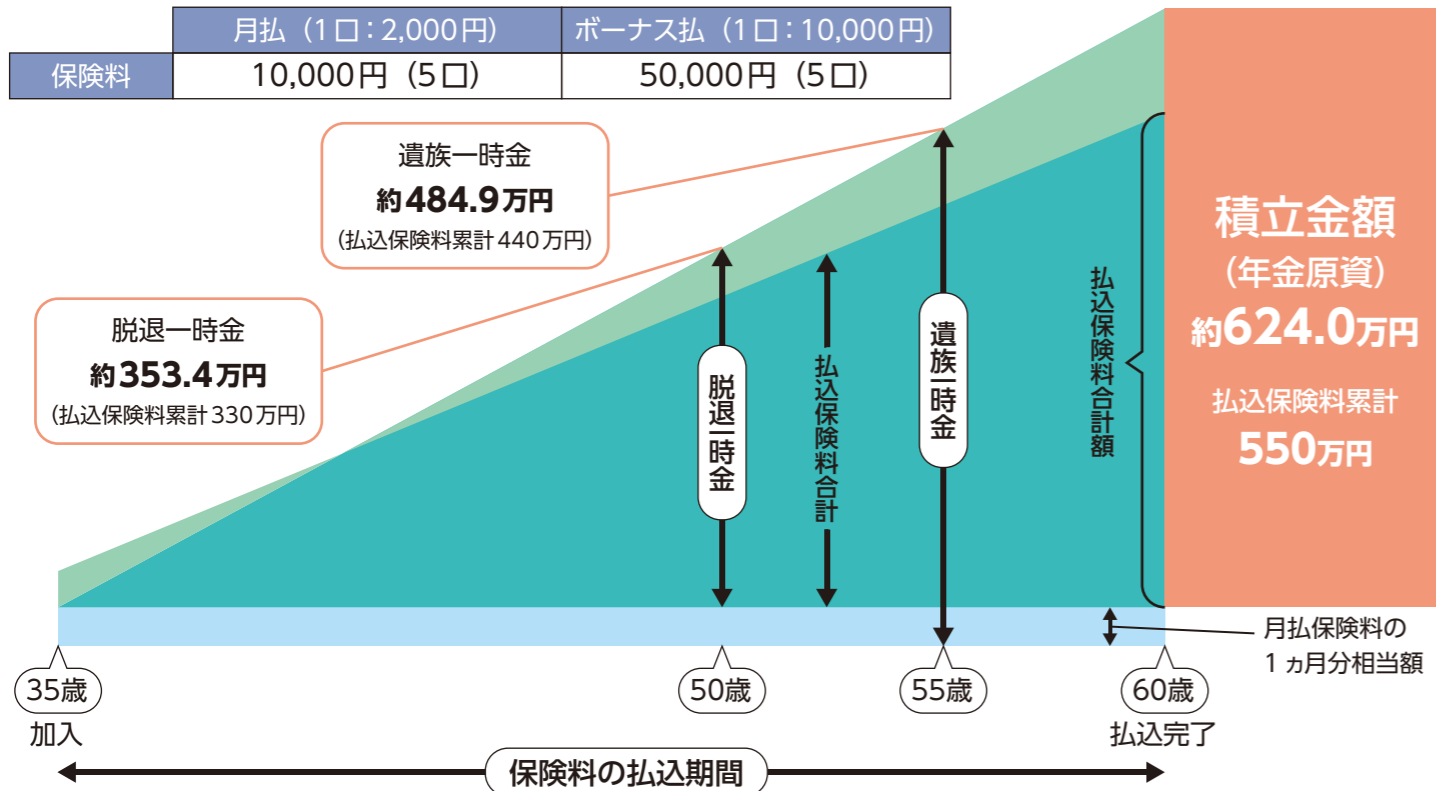 月払（1口：2,000円） ボーナス払（1口：10,000円）
保険料 10,000円（5口） 50,000円（5口）
遺族一時金
約484.9万円
（払込保険料累計440万円）
脱退一時金
約353.4万円
（払込保険料累計330万円）
脱退一時金
払込保険料合計
遺族一時金
払込保険料合計額
積立金額
（年金原資）
約624.0万円
払込保険料累計
550万円
月払保険料の
1ヵ月分相当額
35歳
加入
50歳
55歳
60歳
払込完了
保険料の払込期間